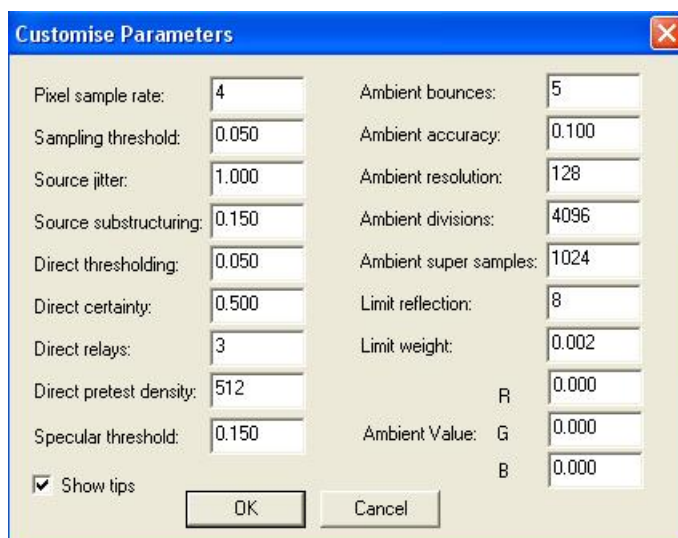 Customise Parameters
Pixel sample rate: 4
Sampling threshold: 0.050
Source jitter: 1.000
Source substructuring: 0.150
Direct thresholding: 0.050
Direct certainty: 0.500
Direct relays: 3
Direct pretest density: 512
Specular threshold: 0.150
Show tips
Ambient bounces: 5
Ambient accuracy: 0.100
Ambient resolution: 128
Ambient divisions: 4096
Ambient super samples: 1024
Limit reflection: 8
Limit weight: 0.002
R 0.000
Ambient Value: G 0.000
B 0.000
OK Cancel